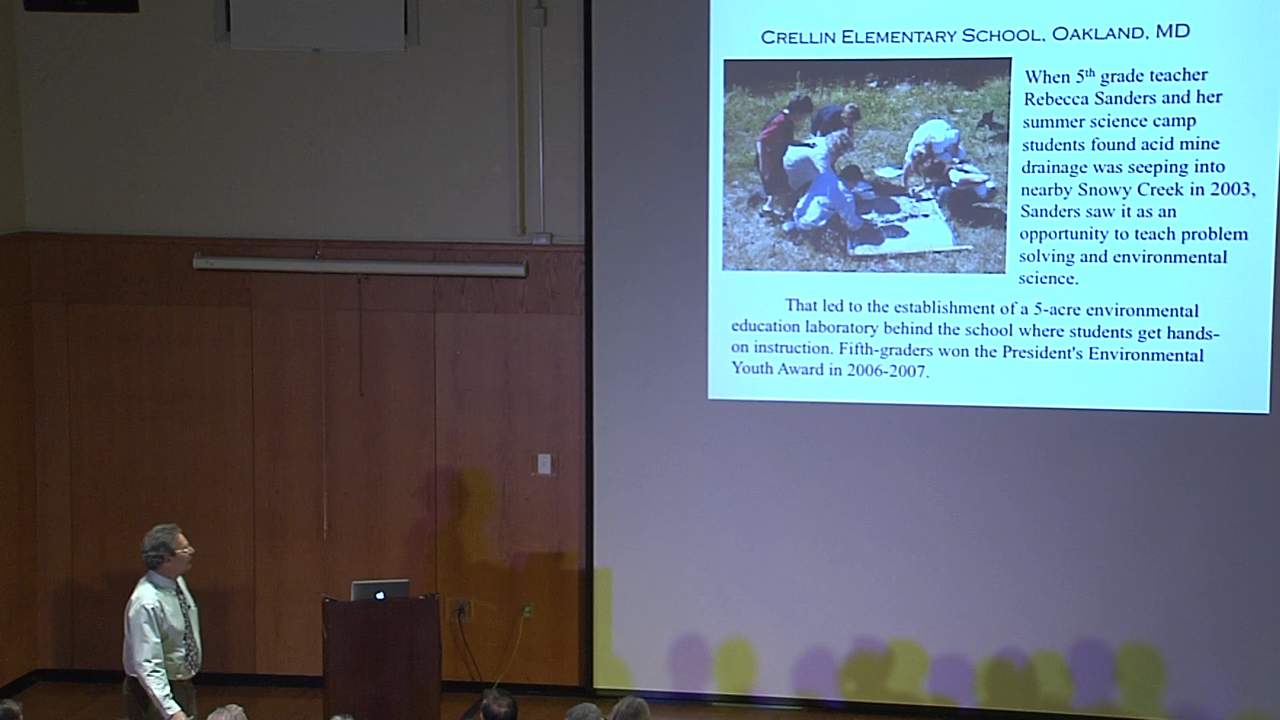 CRELLIN ELEMENTARY SCHOOL, OAKLAND, MD
When 5th grade teacher
Rebecca Sanders and her
summer science camp
students found acid mine
drainage was seeping into
nearby Snowy Creek in 2003,
Sanders saw it as an
opportunity to teach problem
solving and environmental
science.
That led to the establishment of a 5-acre environmental
education laboratory behind the school where students get hands-
on instruction. Fifth-graders won the President's Environmental
Youth Award in 2006-2007.